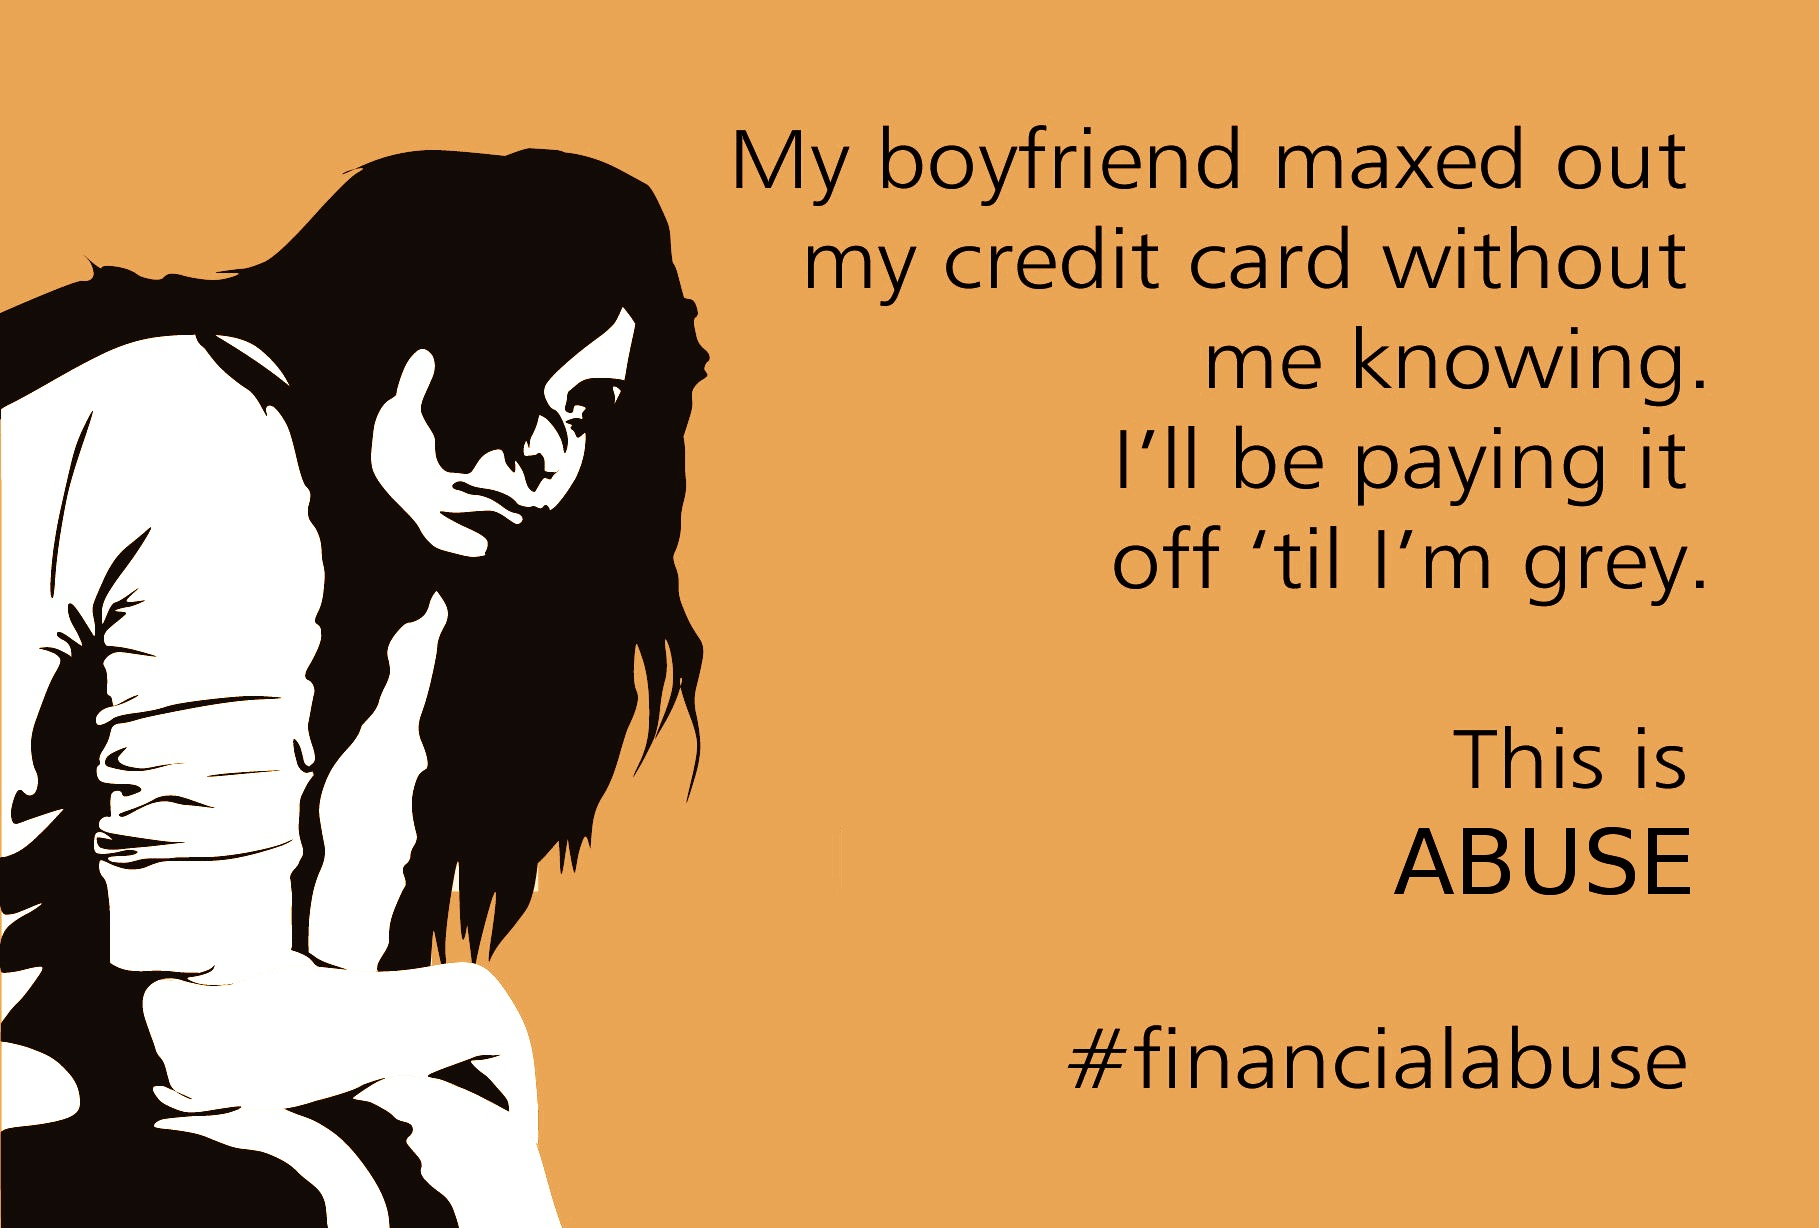 My boyfriend maxed out
my credit card without
me knowing.
I’ll be paying it
off ‘til I’m grey.
This is
ABUSE
#financialabuse